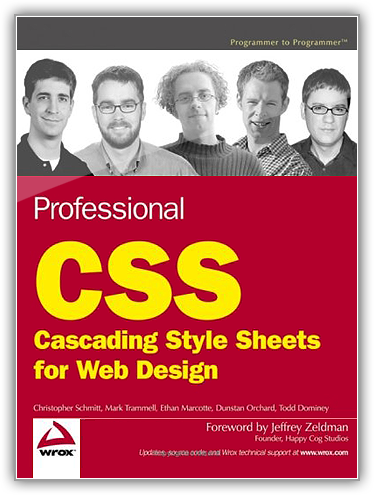 Programmer to Programmer™
Professional
CSS
Cascading Style Sheets
for Web Design
Christopher Schmitt, Mark Trammell, Ethan Marcotte, Dunstan Orchard, Todd Dominey
Foreword by Jeffrey Zeldman
Founder, Happy Cog Studios
wrox™
Updates, source code, and Wrox technical support at www.wrox.com